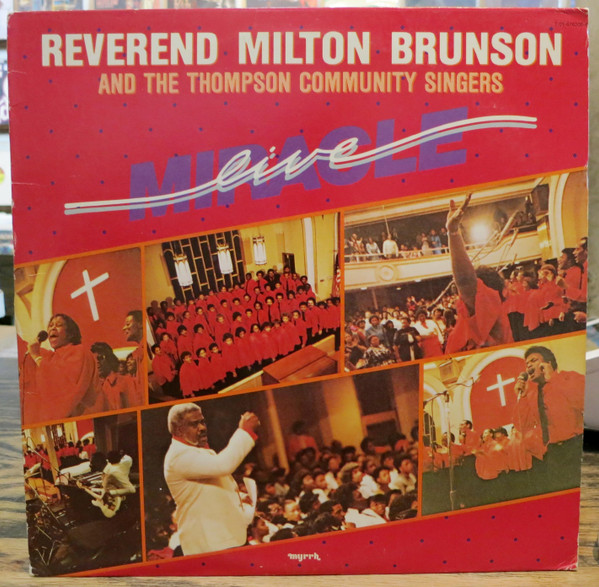 REVEREND MILTON BRUNSON
AND THE THOMPSON COMMUNITY SINGERS
MIRACLE
live
myrrh